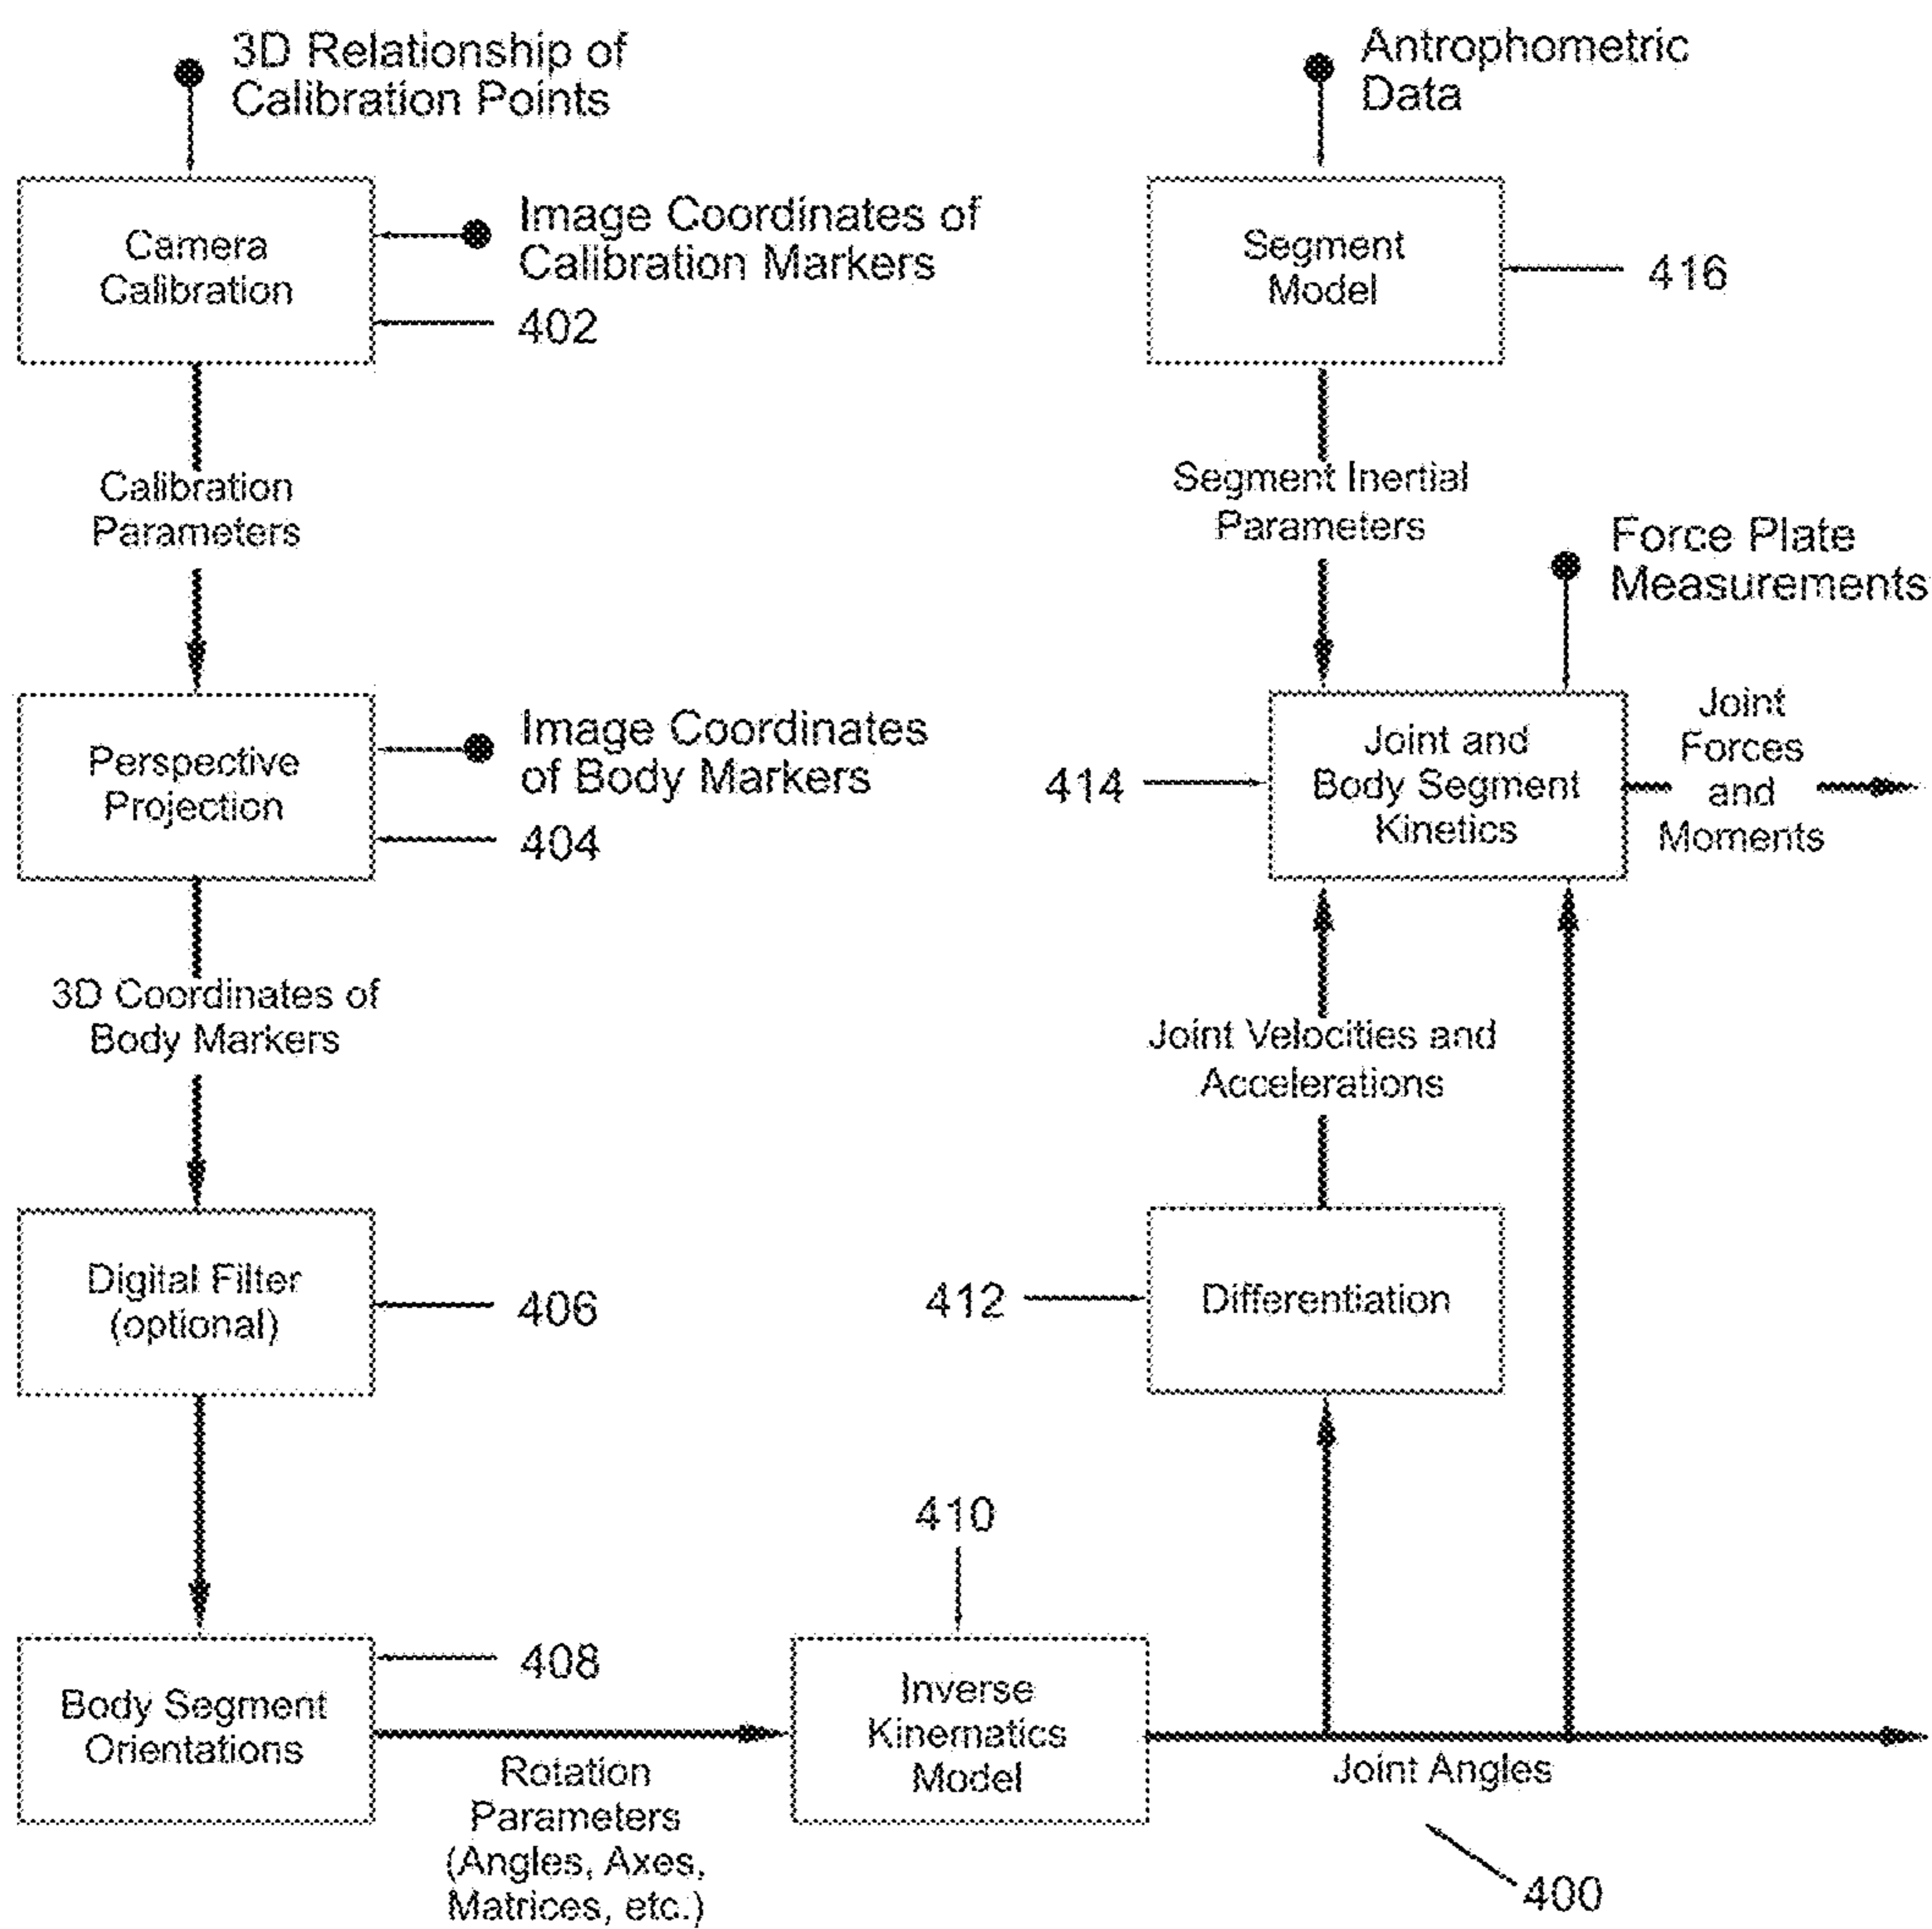 3D Relationship of
Calibration Points
Camera
Calibration
Image Coordinates of
Calibration Markers
402
Calibration
Parameters
Perspective
Projection
Image Coordinates
of Body Markers
404
3D Coordinates of
Body Markers
Digital Filter
(optional)
406
Body Segment
Orientations
408
Rotation
Parameters
(Angles, Axes,
Matrices, etc.)
410
Inverse
Kinematics
Model
Joint Angles
400
412
Differentiation
Joint Velocities and
Accelerations
Antrophometric
Data
Segment
Model
416
Segment Inertial
Parameters
Force Plate
Measurements
414
Joint and
Body Segment
Kinetics
Joint
Forces
and
Moments